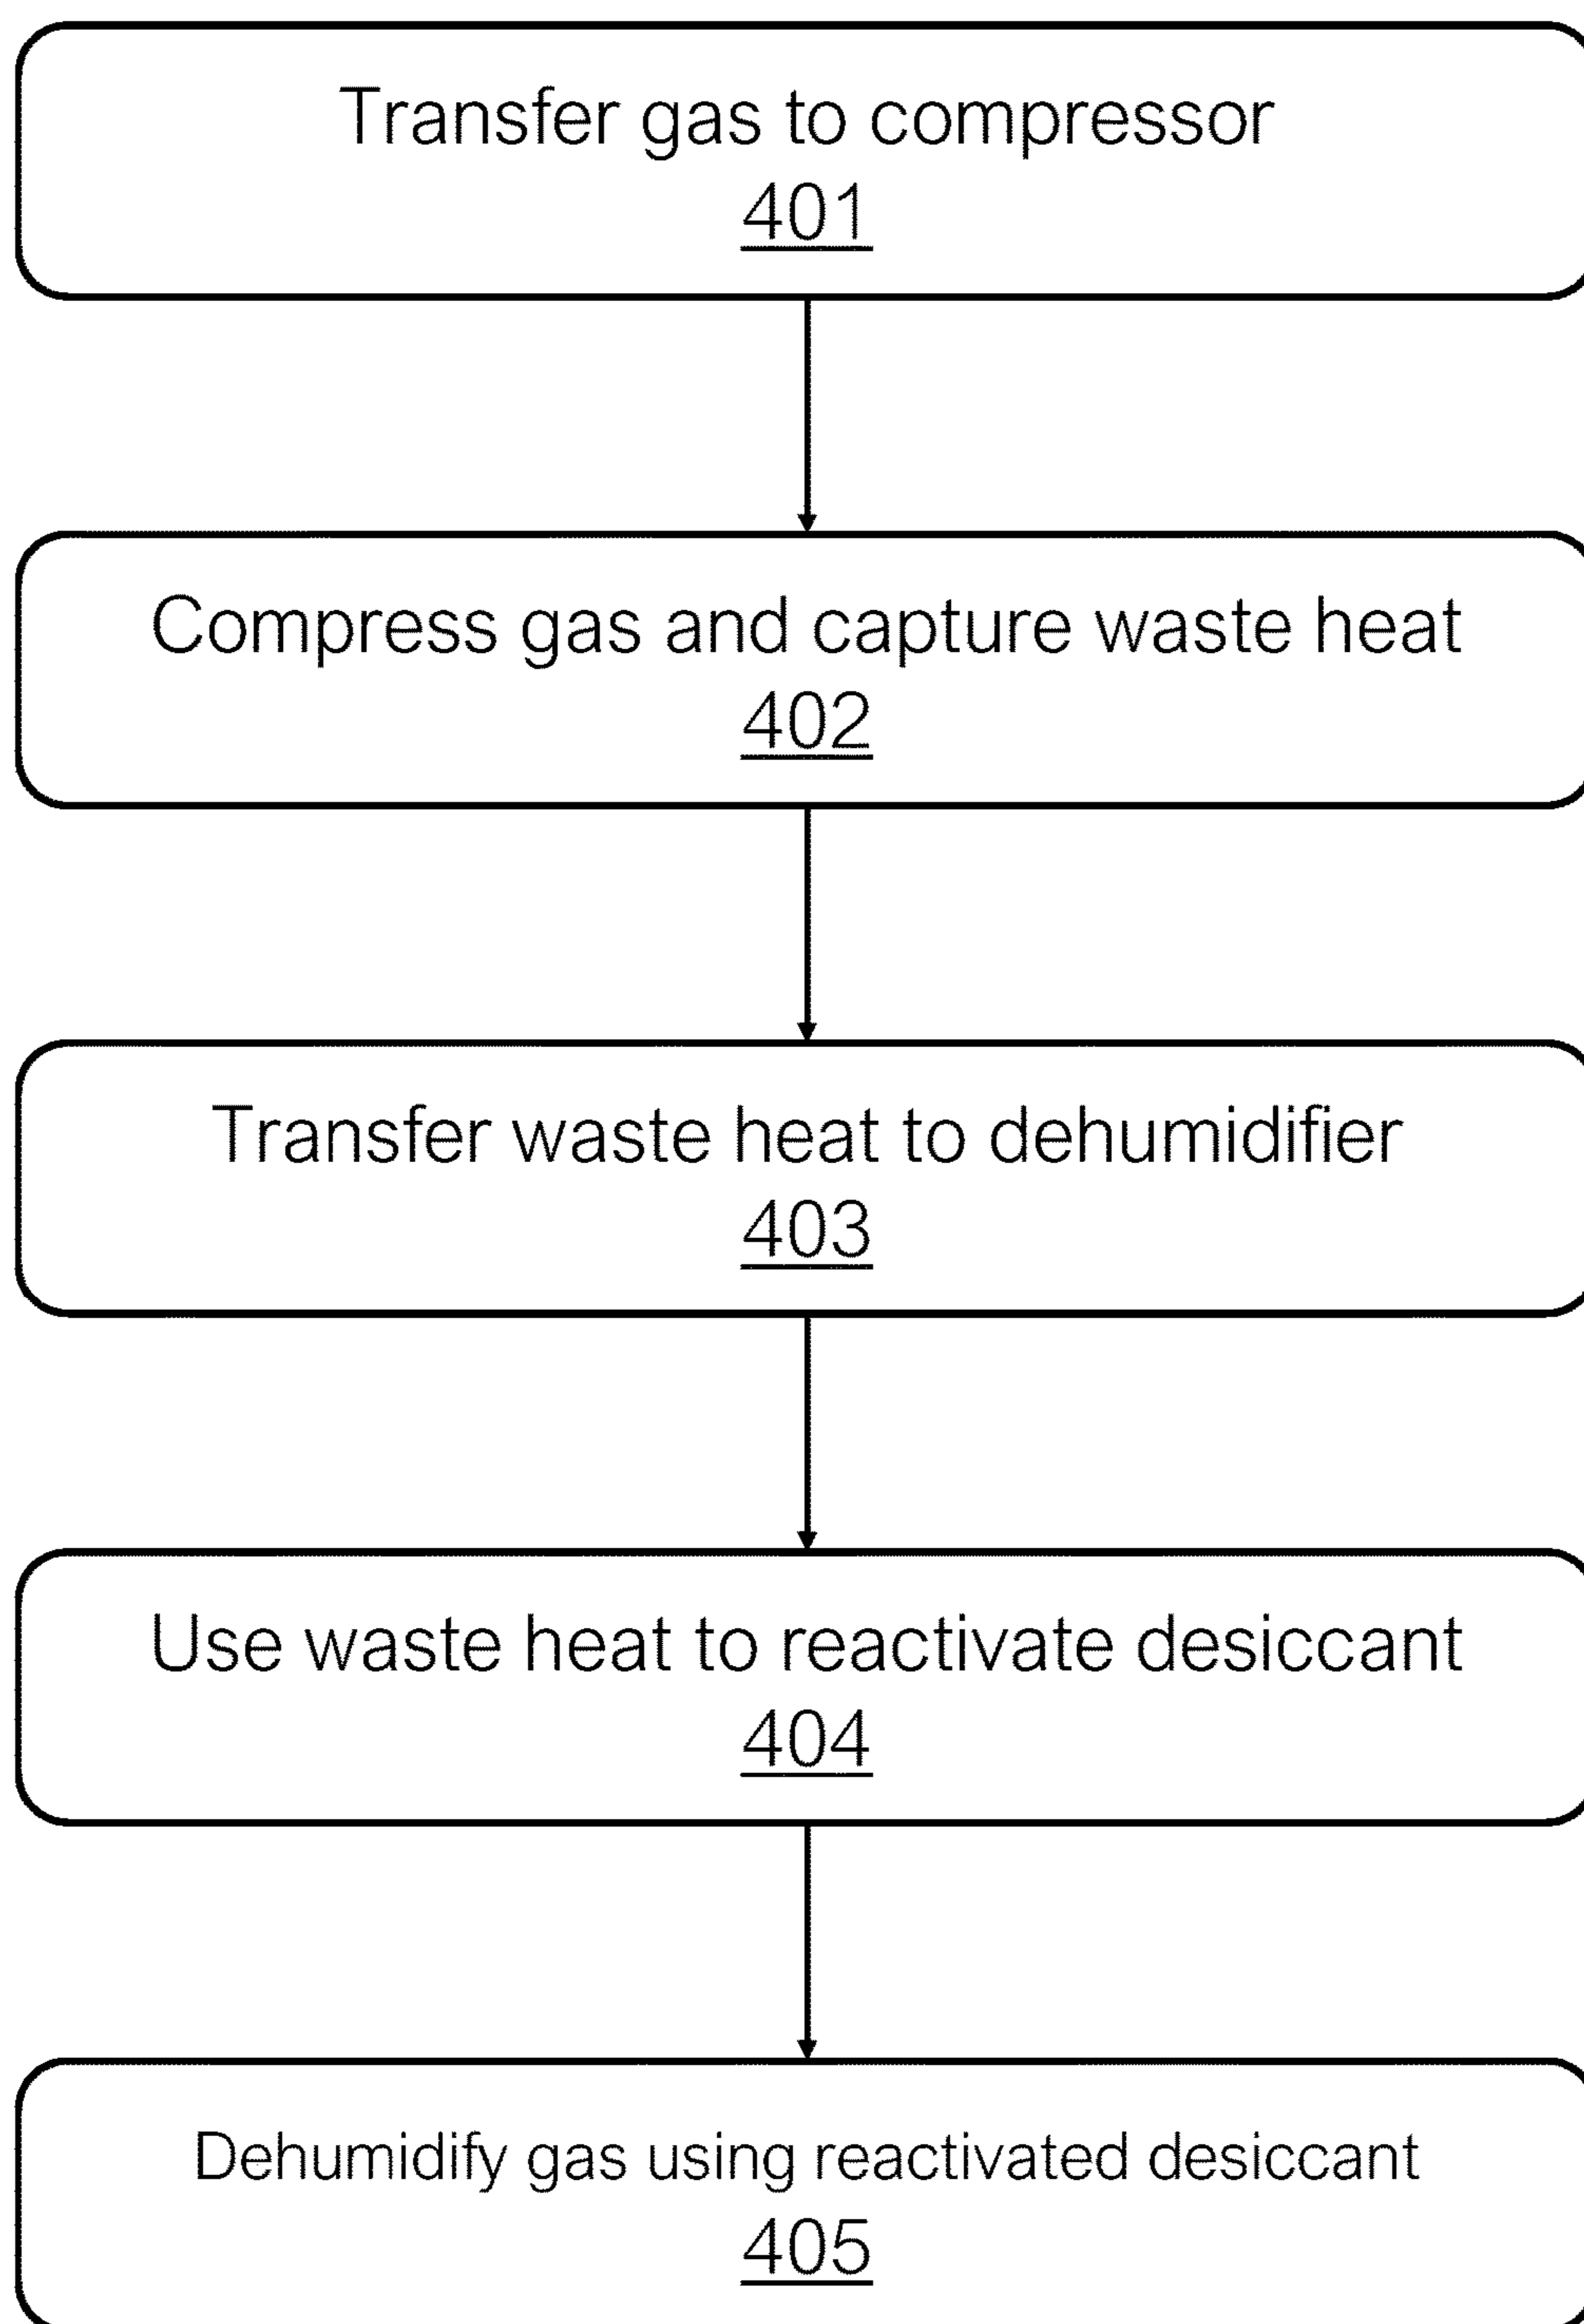 Transfer gas to compressor
401
Compress gas and capture waste heat
402
Transfer waste heat to dehumidifier
403
Use waste heat to reactivate desiccant
404
Dehumidify gas using reactivated desiccant
405